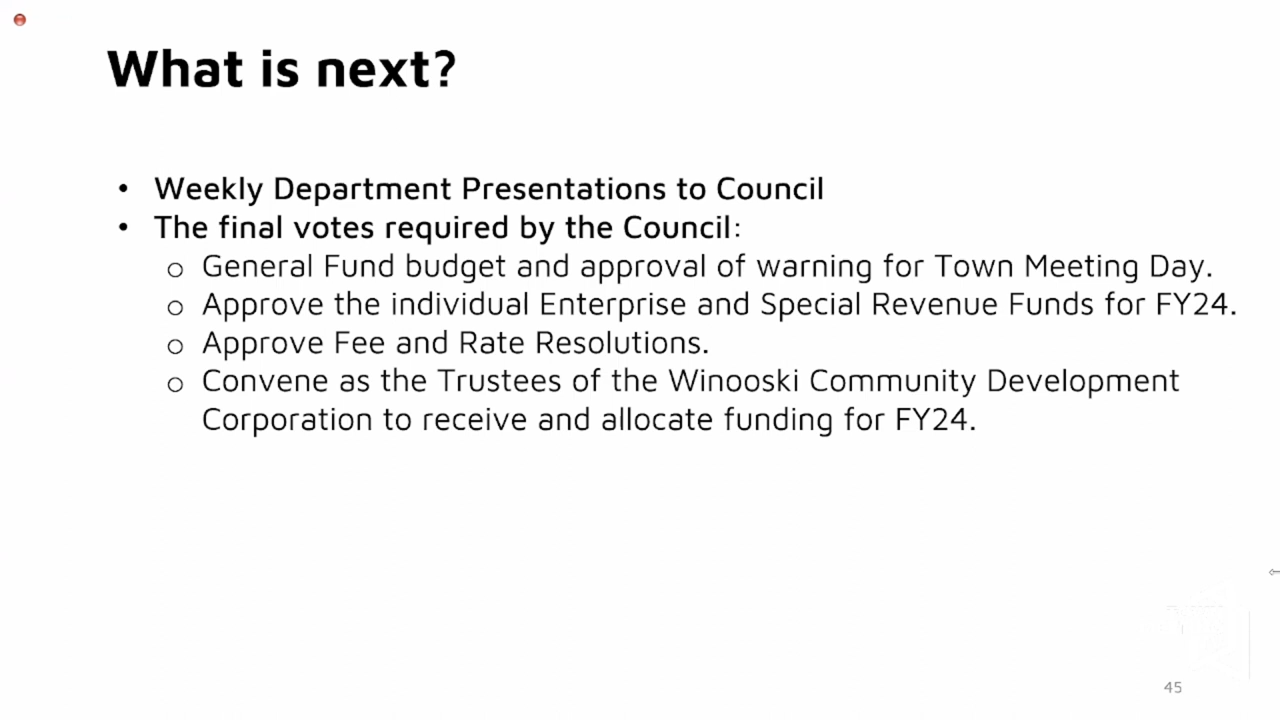 What is next?
• Weekly Department Presentations to Council
• The final votes required by the Council:
o General Fund budget and approval of warning for Town Meeting Day.
o Approve the individual Enterprise and Special Revenue Funds for FY24.
o Approve Fee and Rate Resolutions.
o Convene as the Trustees of the Winooski Community Development
Corporation to receive and allocate funding for FY24.
45